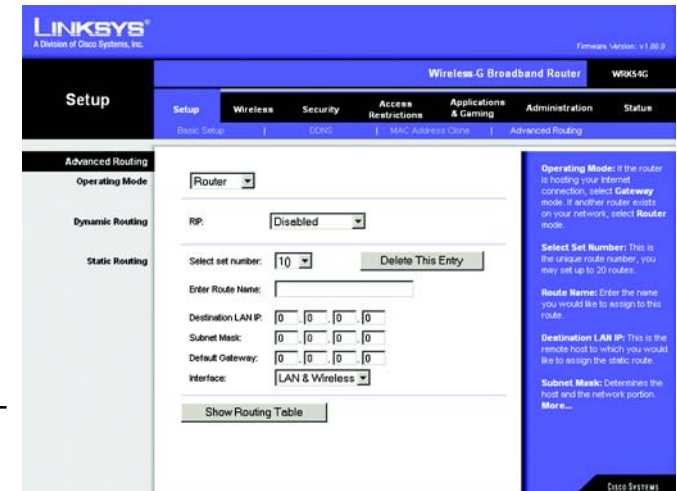 LINKSYS®
A Division of Cisco Systems, Inc.
Firmware Version: v1.00.0
Wireless-G Broadband Router WRK54G
Setup
Setup Wireless Security Access Restrictions Applications & Gaming Administration Status
Basic Setup | DDNS | MAC Address Clone | Advanced Routing
Advanced Routing
Operating Mode Router
Dynamic Routing RIP: Disabled
Static Routing Select set number: 1() Delete This Entry
Enter Route Name:
Destination LAN IP: 0 . 0 . 0 . 0
Subnet Mask: 0 . 0 . 0 . 0
Default Gateway: 0 . 0 . 0 . 0
Interface: LAN & Wireless
Show Routing Table
Operating Mode: If the router
is hosting your Internet
connection, select Gateway
mode. If another router exists
on your network, select Router
mode.
Select Set Number: This is
the unique route number, you
may set up to 20 routes.
Route Name: Enter the name
you would like to assign to this
route.
Destination LAN IP: This is the
remote host to which you would
like to assign the static route.
Subnet Mask: Determines the
host and the network portion.
More...
CISCO SYSTEMS